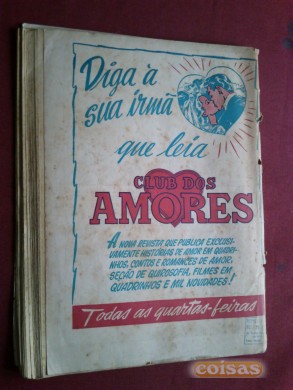 Diga à
sua irmã
que leia
CLUB DOS
AMORES
A NOVA REVISTA QUE PUBLICA EXCLUSI-
VAMENTE HISTÓRIAS DE AMOR EM QUADRI-
NHOS, CONTOS E ROMANCES DE AMOR,
SEÇÃO DE QUIROSOFIA, FILMES EM
QUADRINHOS E MIL NOVIDADES!
Todas as quartas-feiras
coisas